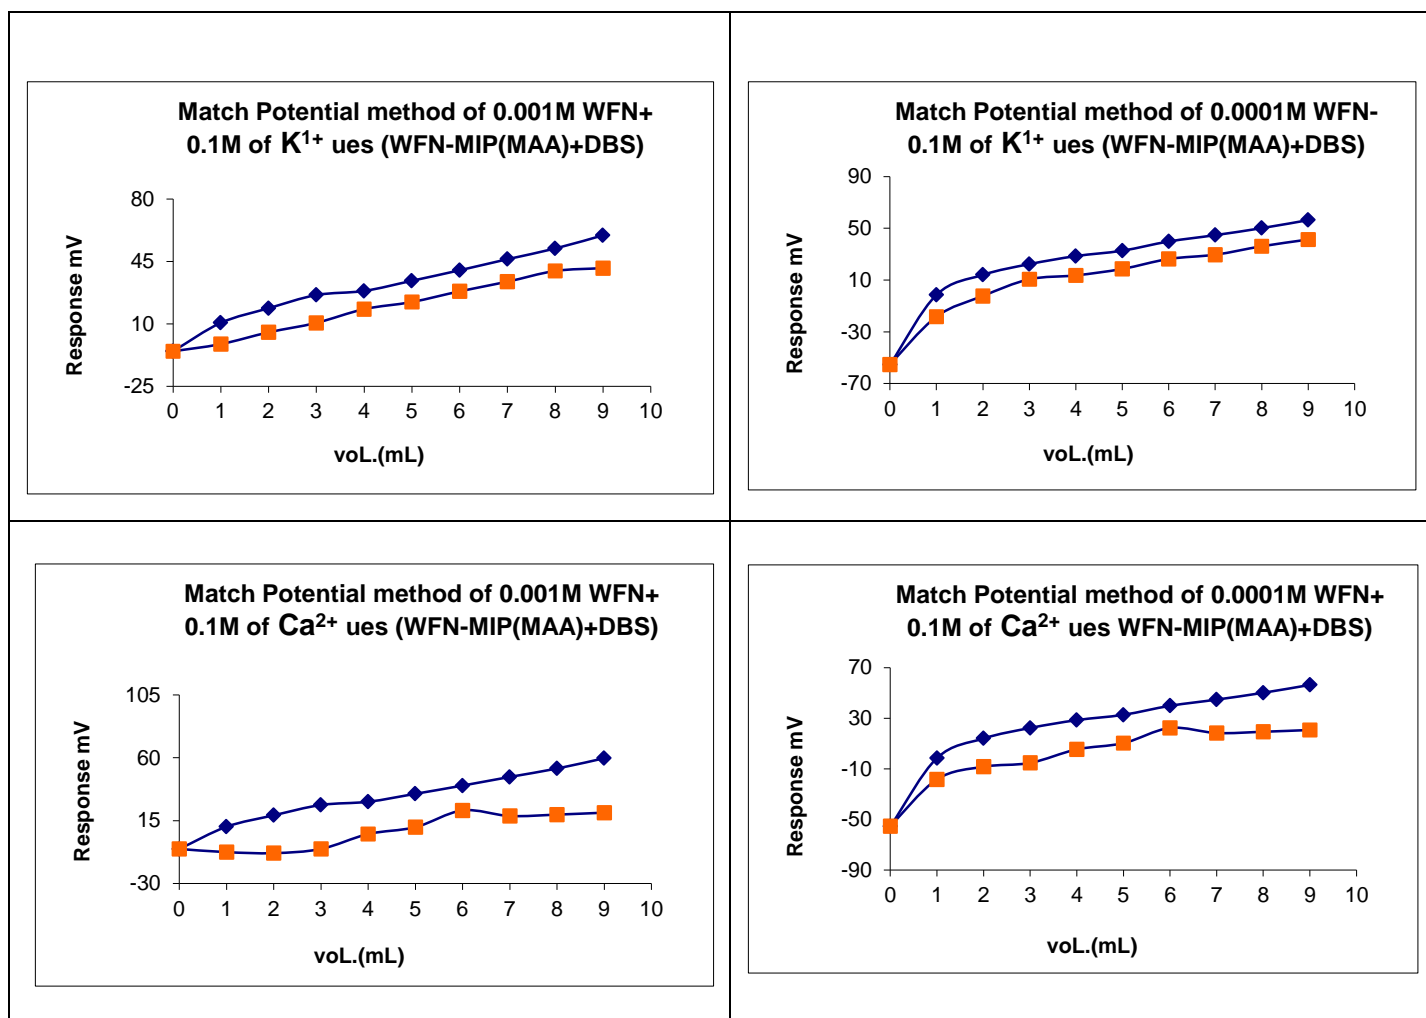 Match Potential method of 0.001M WFN+
0.1M of K¹⁺ ues (WFN-MIP(MAA)+DBS)
80
45
10
-25
Response mV
0 1 2 3 4 5 6 7 8 9 10
voL.(mL)
Match Potential method of 0.0001M WFN-
0.1M of K¹⁺ ues (WFN-MIP(MAA)+DBS)
90
50
10
-30
-70
Response mV
0 1 2 3 4 5 6 7 8 9 10
voL.(mL)
Match Potential method of 0.001M WFN+
0.1M of Ca²⁺ ues (WFN-MIP(MAA)+DBS)
105
60
15
-30
Response mV
0 1 2 3 4 5 6 7 8 9 10
voL.(mL)
Match Potential method of 0.0001M WFN+
0.1M of Ca²⁺ ues WFN-MIP(MAA)+DBS)
70
30
-10
-50
-90
Response mV
0 1 2 3 4 5 6 7 8 9 10
voL.(mL)